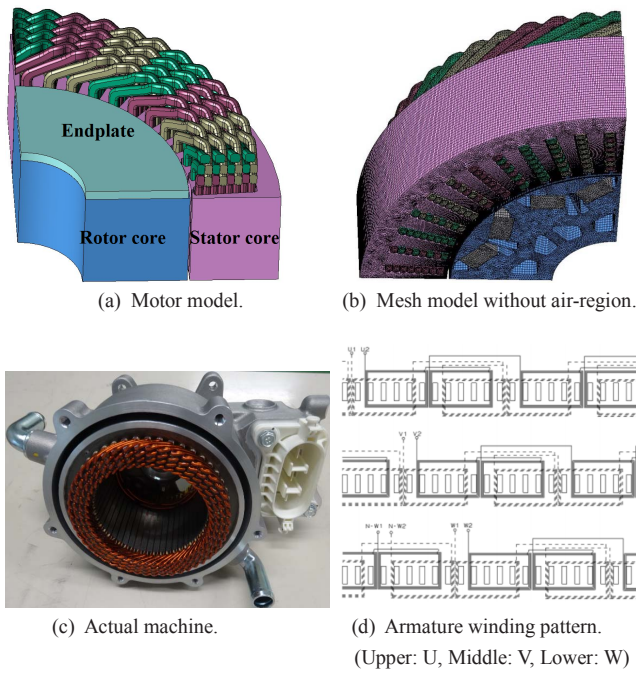 Endplate
Rotor core Stator core
(a) Motor model.
(b) Mesh model without air-region.
U1 U2
V1 V2
N-W1 N-W2 W1 W2
(c) Actual machine.
(d) Armature winding pattern.
(Upper: U, Middle: V, Lower: W)